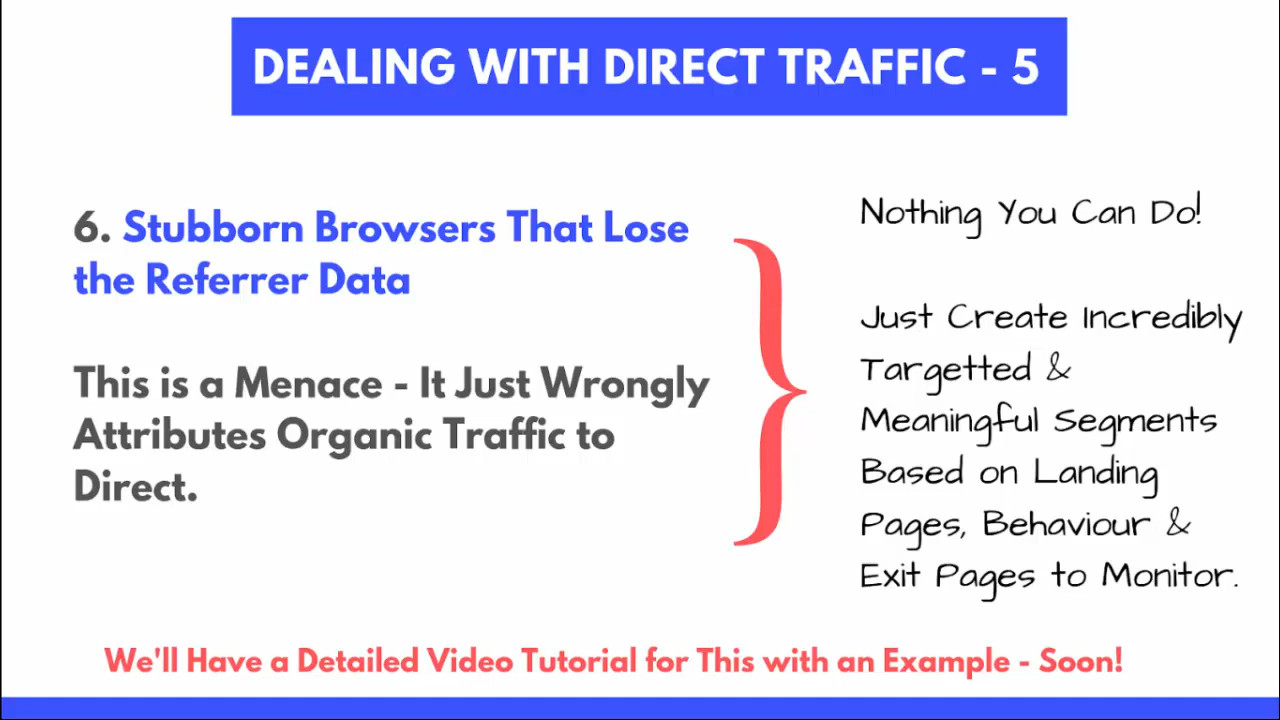 DEALING WITH DIRECT TRAFFIC - 5
6. Stubborn Browsers That Lose
the Referrer Data
This is a Menace - It Just Wrongly
Attributes Organic Traffic to
Direct.
Nothing You Can Do!
Just Create Incredibly
Targetted &
Meaningful Segments
Based on Landing
Pages, Behaviour &
Exit Pages to Monitor.
We'll Have a Detailed Video Tutorial for This with an Example - Soon!